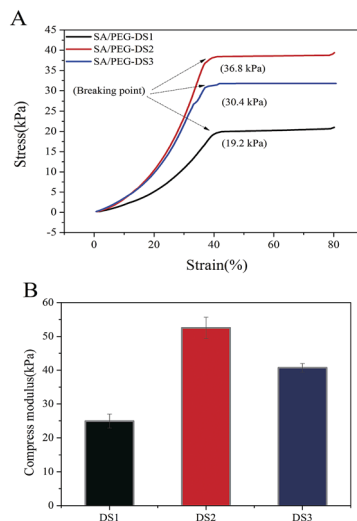 A
SA/PEG-DS1
SA/PEG-DS2
SA/PEG-DS3
(Breaking point)
(36.8 kPa)
(30.4 kPa)
(19.2 kPa)
45
40
35
30
25
20
15
10
5
0
-5
Stress(kPa)
0 20 40 60 80
Strain(%)
B
60
50
40
30
20
10
0
Compress modulus(kPa)
DS1 DS2 DS3